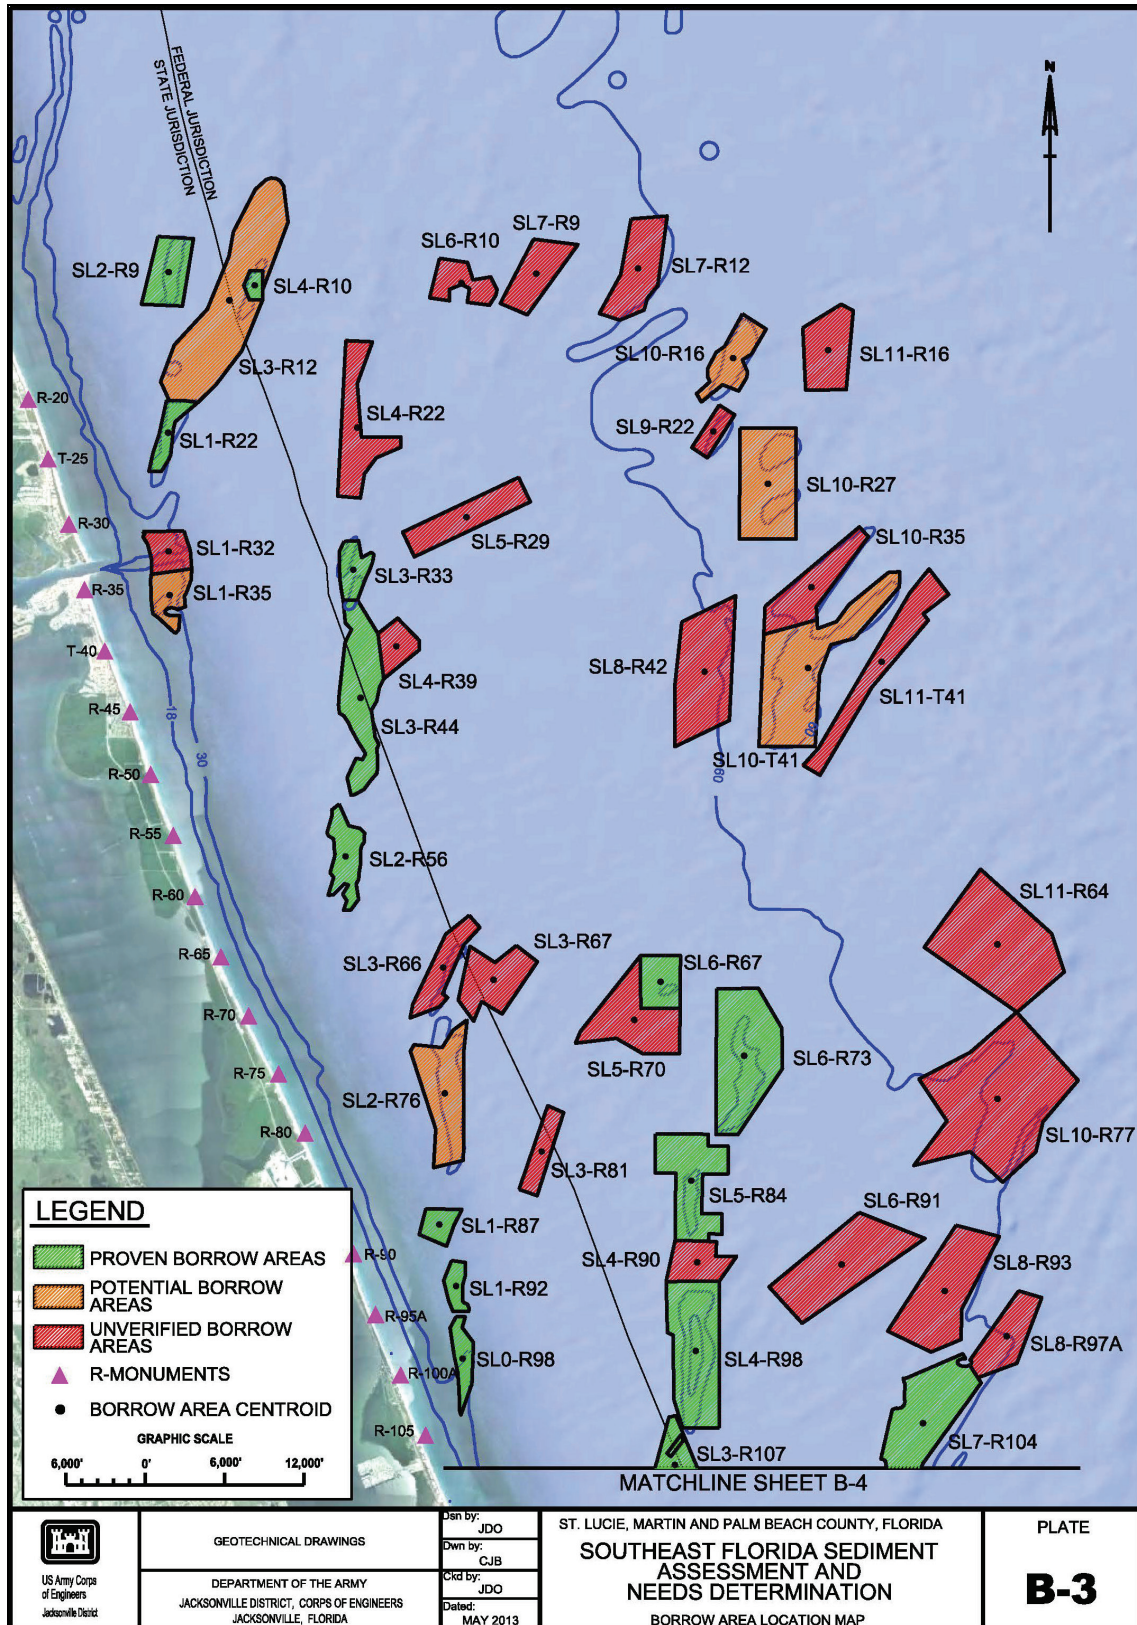 FEDERAL JURISDICTION
STATE JURISDICTION
N
SL7-R9
SL6-R10
SL2-R9
SL7-R12
SL4-R10
SL10-R16
SL11-R16
SL3-R12
R-20
SL4-R22
SL9-R22
SL1-R22
T-25
SL10-R27
R-30
SL5-R29
SL10-R35
SL1-R32
SL3-R33
R-35
SL1-R35
T-40
SL8-R42
SL4-R39
SL11-T41
R-45
18
SL3-R44
30
60
SL10-T41
60
R-50
R-55
SL2-R56
R-60
SL11-R64
SL3-R67
R-65
SL3-R66
SL6-R67
R-70
SL6-R73
SL5-R70
R-75
SL2-R76
R-80
SL10-R77
SL3-R81
SL5-R84
SL6-R91
SL1-R87
R-90
SL4-R90
SL8-R93
SL1-R92
R-95A
SL8-R97A
SL0-R98
SL4-R98
R-100A
R-105
SL7-R104
SL3-R107
MATCHLINE SHEET B-4
LEGEND
PROVEN BORROW AREAS
POTENTIAL BORROW
AREAS
UNVERIFIED BORROW
AREAS
R-MONUMENTS
BORROW AREA CENTROID
GRAPHIC SCALE
6,000' 0' 6,000' 12,000'
US Army Corps
of Engineers
Jacksonville District
GEOTECHNICAL DRAWINGS
DEPARTMENT OF THE ARMY
JACKSONVILLE DISTRICT, CORPS OF ENGINEERS
JACKSONVILLE, FLORIDA
Dsn by:
JDO
Dwn by:
CJB
Ckd by:
JDO
Dated:
MAY 2013
ST. LUCIE, MARTIN AND PALM BEACH COUNTY, FLORIDA
SOUTHEAST FLORIDA SEDIMENT
ASSESSMENT AND
NEEDS DETERMINATION
BORROW AREA LOCATION MAP
PLATE
B-3